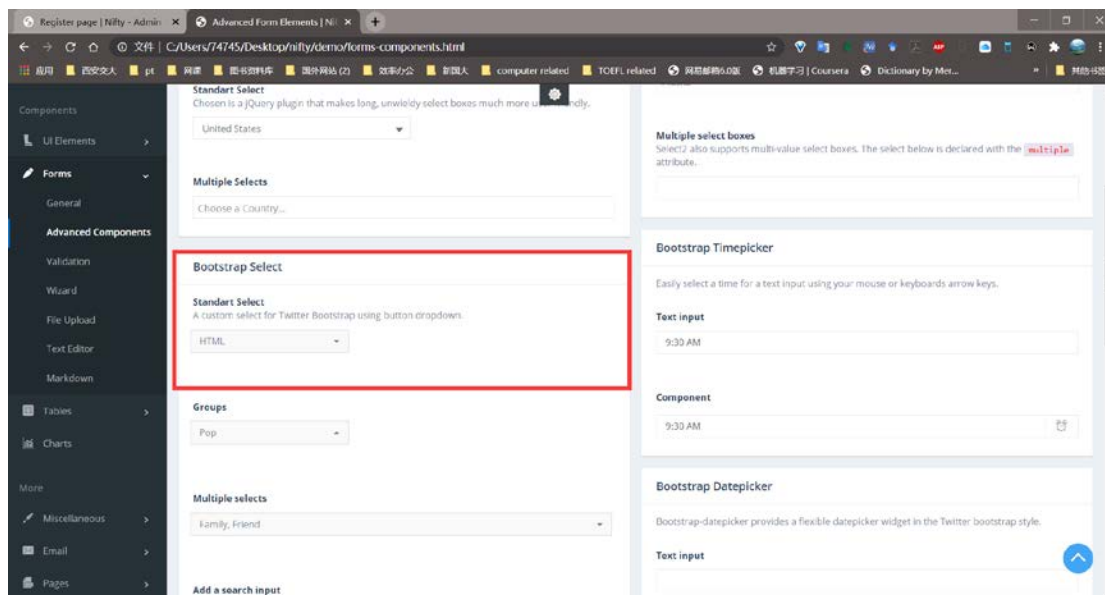 Register page | Nifty - Admin
Advanced Form Elements | Ni
文件 | C:/Users/74745/Desktop/nifty/demo/forms-components.html
应用 西安交大 pt 网课 图书资料库 国外网站 (2) 效率办公 新国大 computer related TOEFL related 网易邮箱6.0版 机器学习 | Coursera Dictionary by Mer... »
Components
UI Elements
Forms
General
Advanced Components
Validation
Wizard
File Upload
Text Editor
Markdown
Tables
Charts
More
Miscellaneous
Email
Pages
Standart Select
Chosen is a jQuery plugin that makes long, unwieldy select boxes much more
United States
Multiple Selects
Choose a Country...
Bootstrap Select
Standart Select
A custom select for Twitter Bootstrap using button dropdown.
HTML
Groups
Pop
Multiple selects
Family, Friend
Add a search input
Multiple select boxes
Select2 also supports multi-value select boxes. The select below is declared with the multiple
attribute.
Bootstrap Timepicker
Easily select a time for a text input using your mouse or keyboards arrow keys.
Text input
9:30 AM
Component
9:30 AM
Bootstrap Datepicker
Bootstrap-datepicker provides a flexible datepicker widget in the Twitter bootstrap style.
Text input